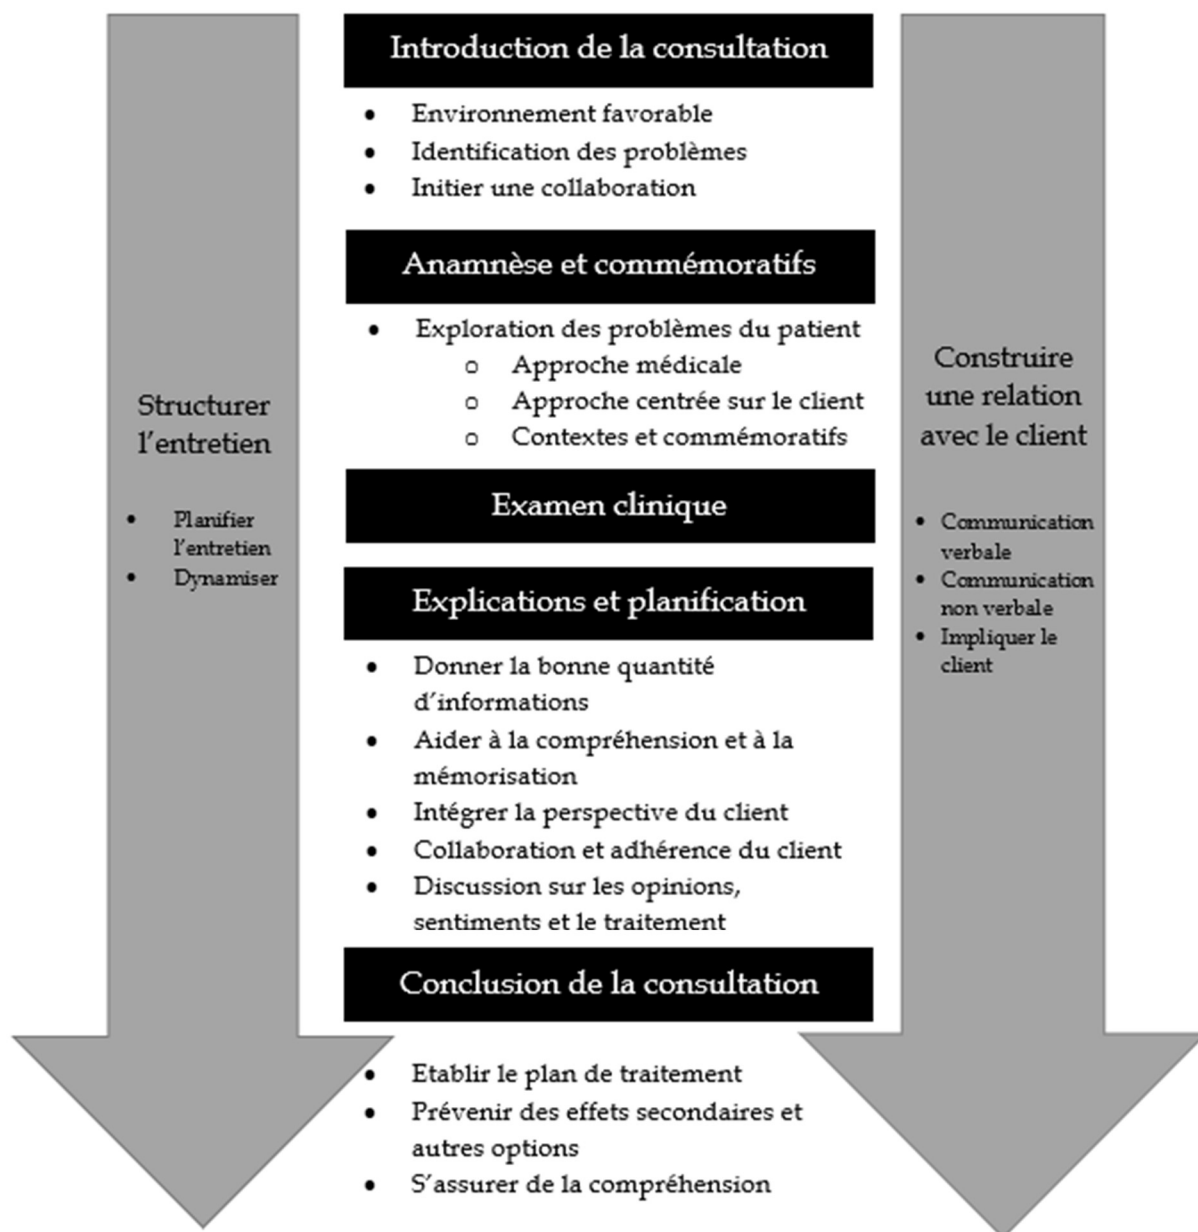 Introduction de la consultation
• Environnement favorable
• Identification des problèmes
• Initier une collaboration
Anamnèse et commémoratifs
• Exploration des problèmes du patient
o Approche médicale
o Approche centrée sur le client
o Contextes et commémoratifs
Examen clinique
Explications et planification
• Donner la bonne quantité
d'informations
• Aider à la compréhension et à la
mémorisation
• Intégrer la perspective du client
• Collaboration et adhérence du client
• Discussion sur les opinions,
sentiments et le traitement
Conclusion de la consultation
• Etablir le plan de traitement
• Prévenir des effets secondaires et
autres options
• S'assurer de la compréhension
Structurer
l'entretien
• Planifier
l'entretien
• Dynamiser
Construire
une relation
avec le client
• Communication
verbale
• Communication
non verbale
• Impliquer le
client